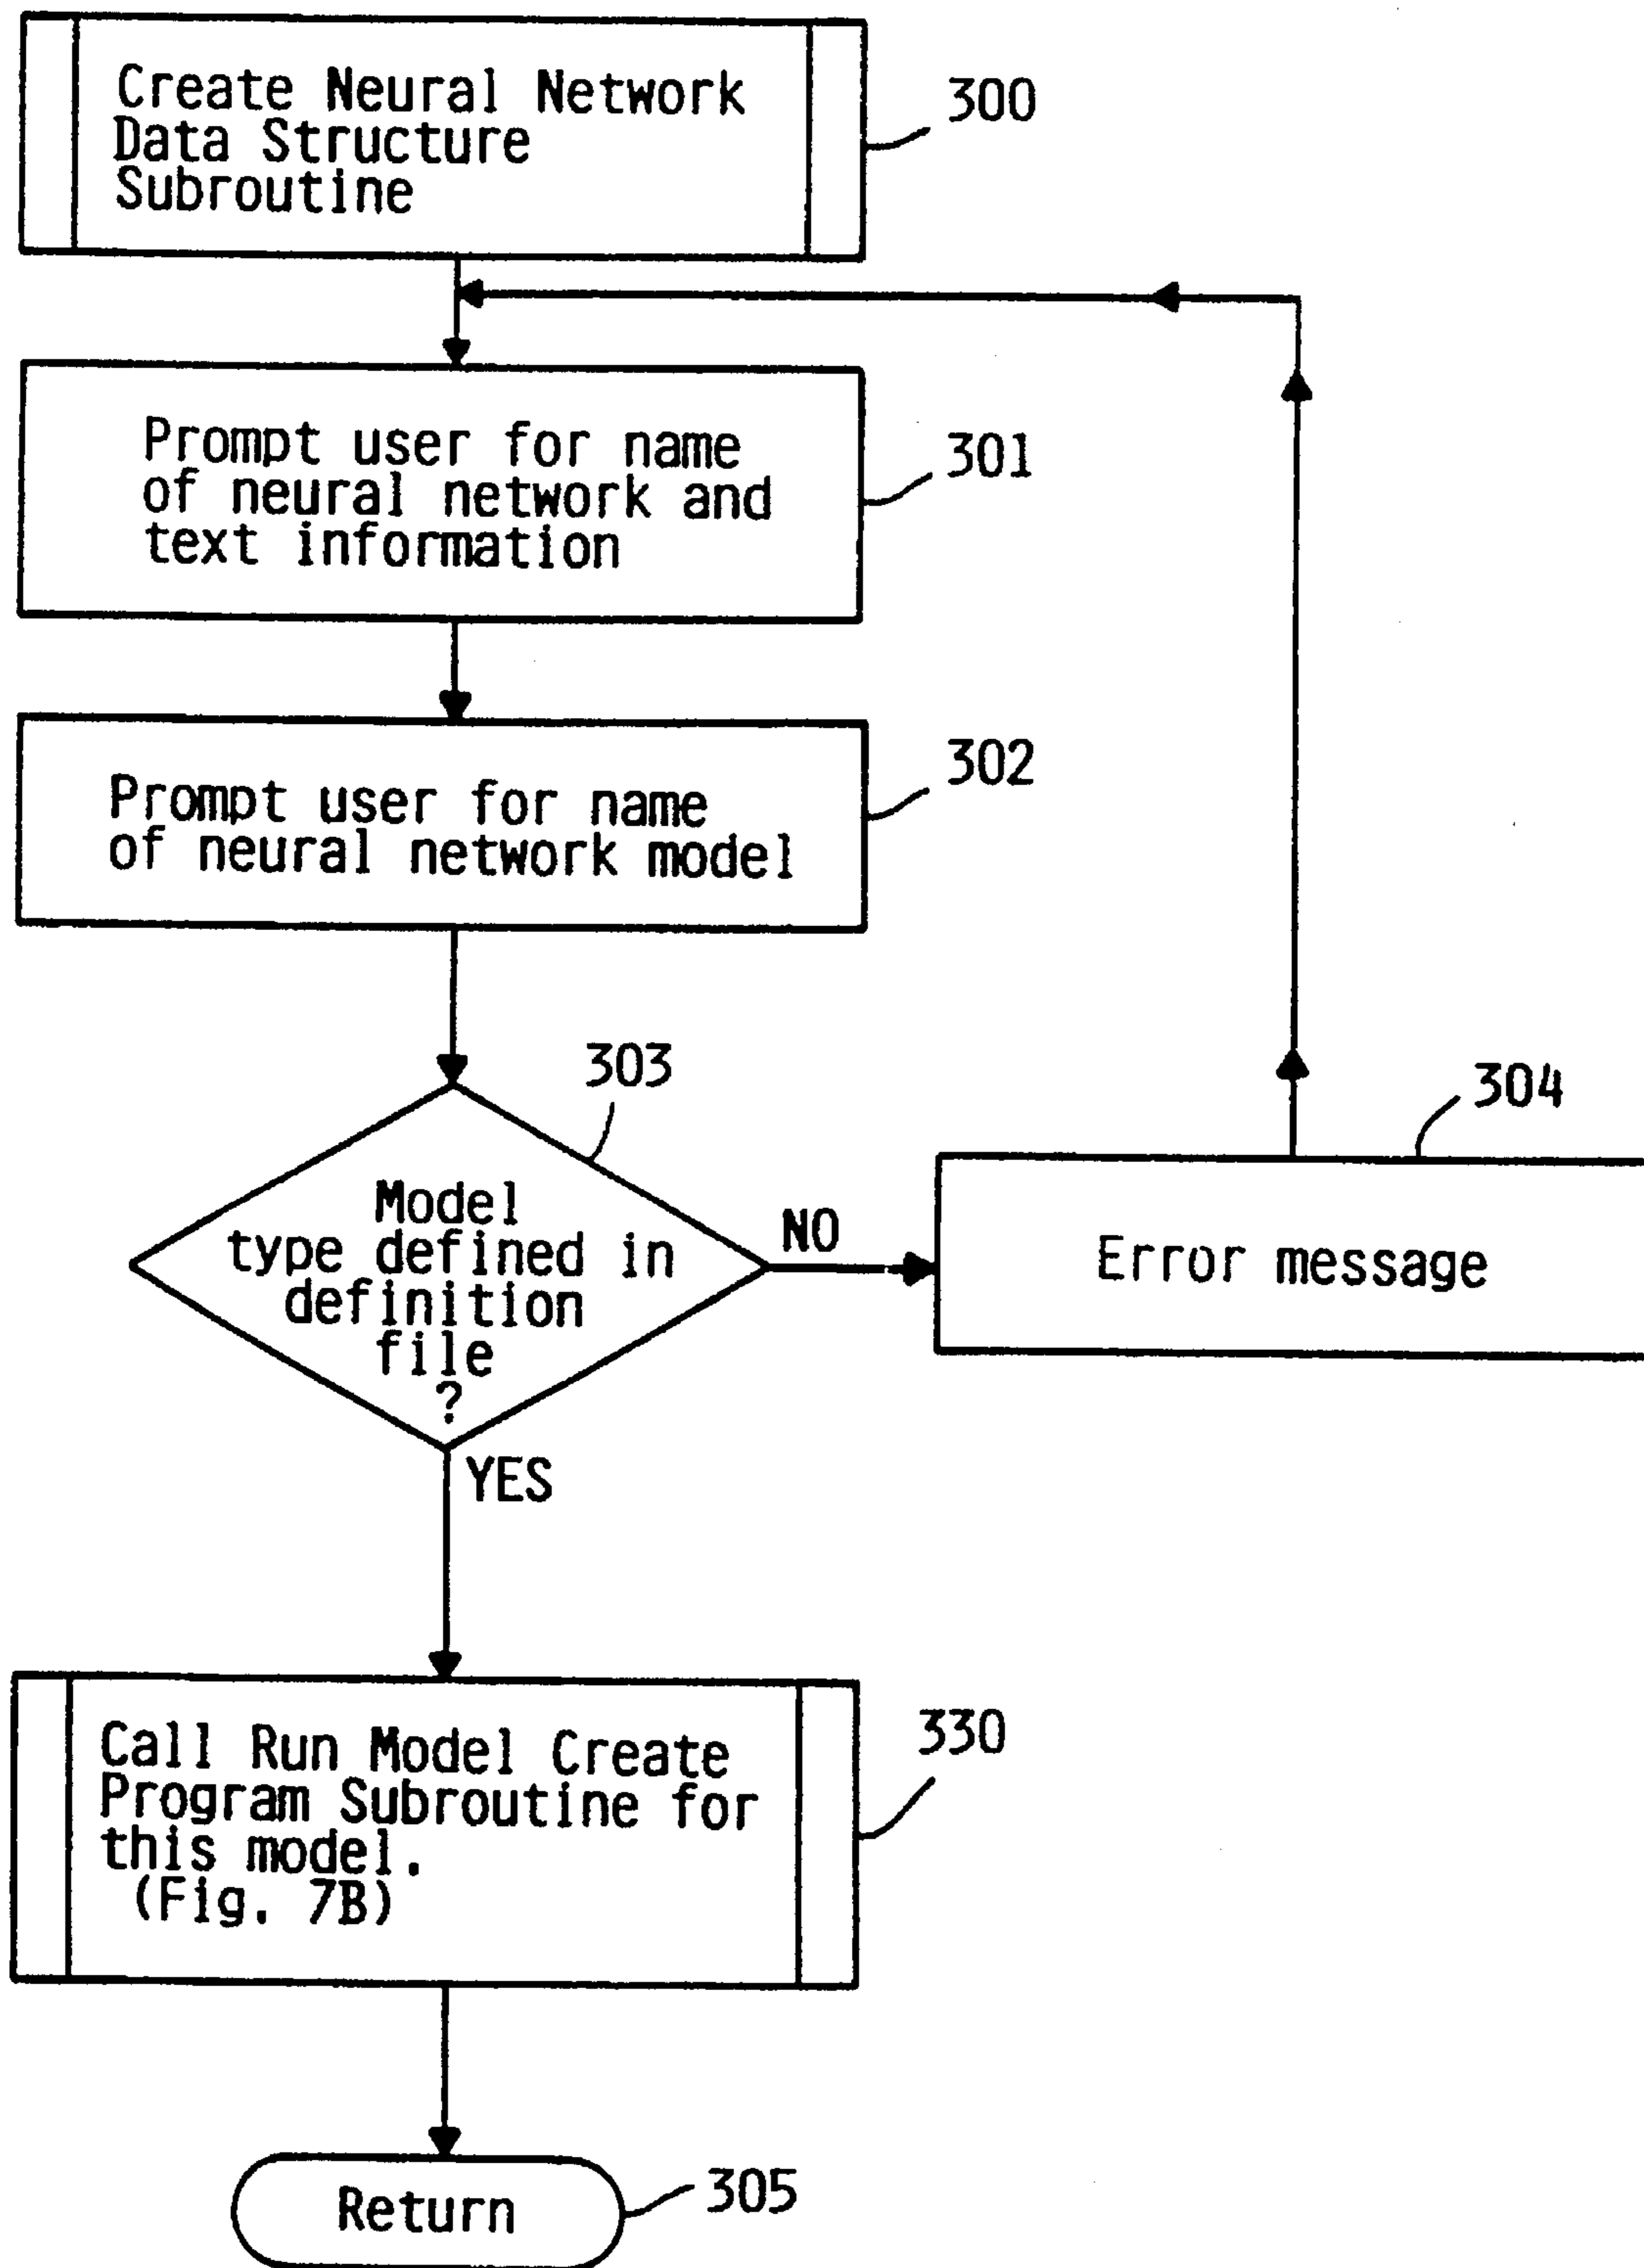 Create Neural Network
Data Structure
Subroutine
300
Prompt user for name
of neural network and
text information
301
Prompt user for name
of neural network model
302
303
Model
type defined in
definition
file
?
NO
304
Error message
YES
Call Run Model Create
Program Subroutine for
this model.
(Fig. 7B)
330
Return
305